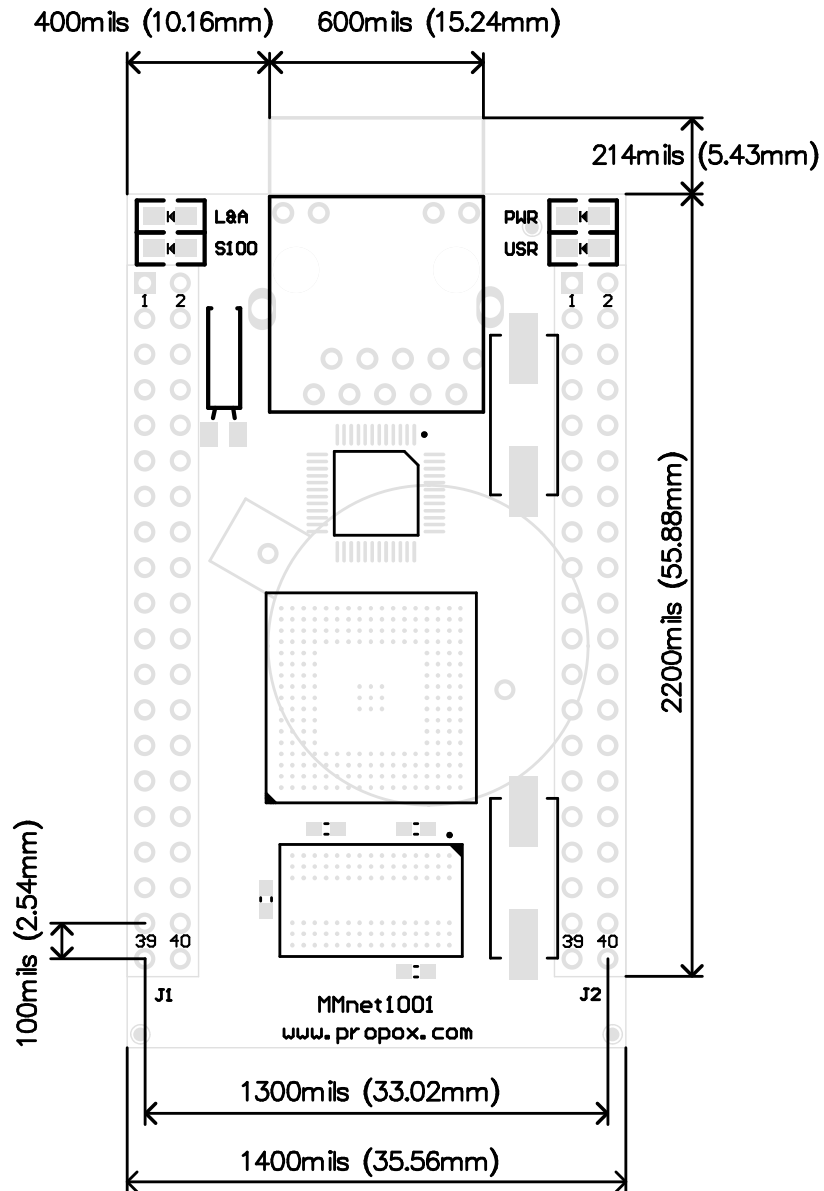 400mils (10.16mm)
600mils (15.24mm)
214mils (5.43mm)
L&A
PWR
S100
USR
1 2
1 2
2200mils (55.88mm)
100mils (2.54mm)
39 40
39 40
J1
J2
MMnet1001
www.propox.com
1300mils (33.02mm)
1400mils (35.56mm)